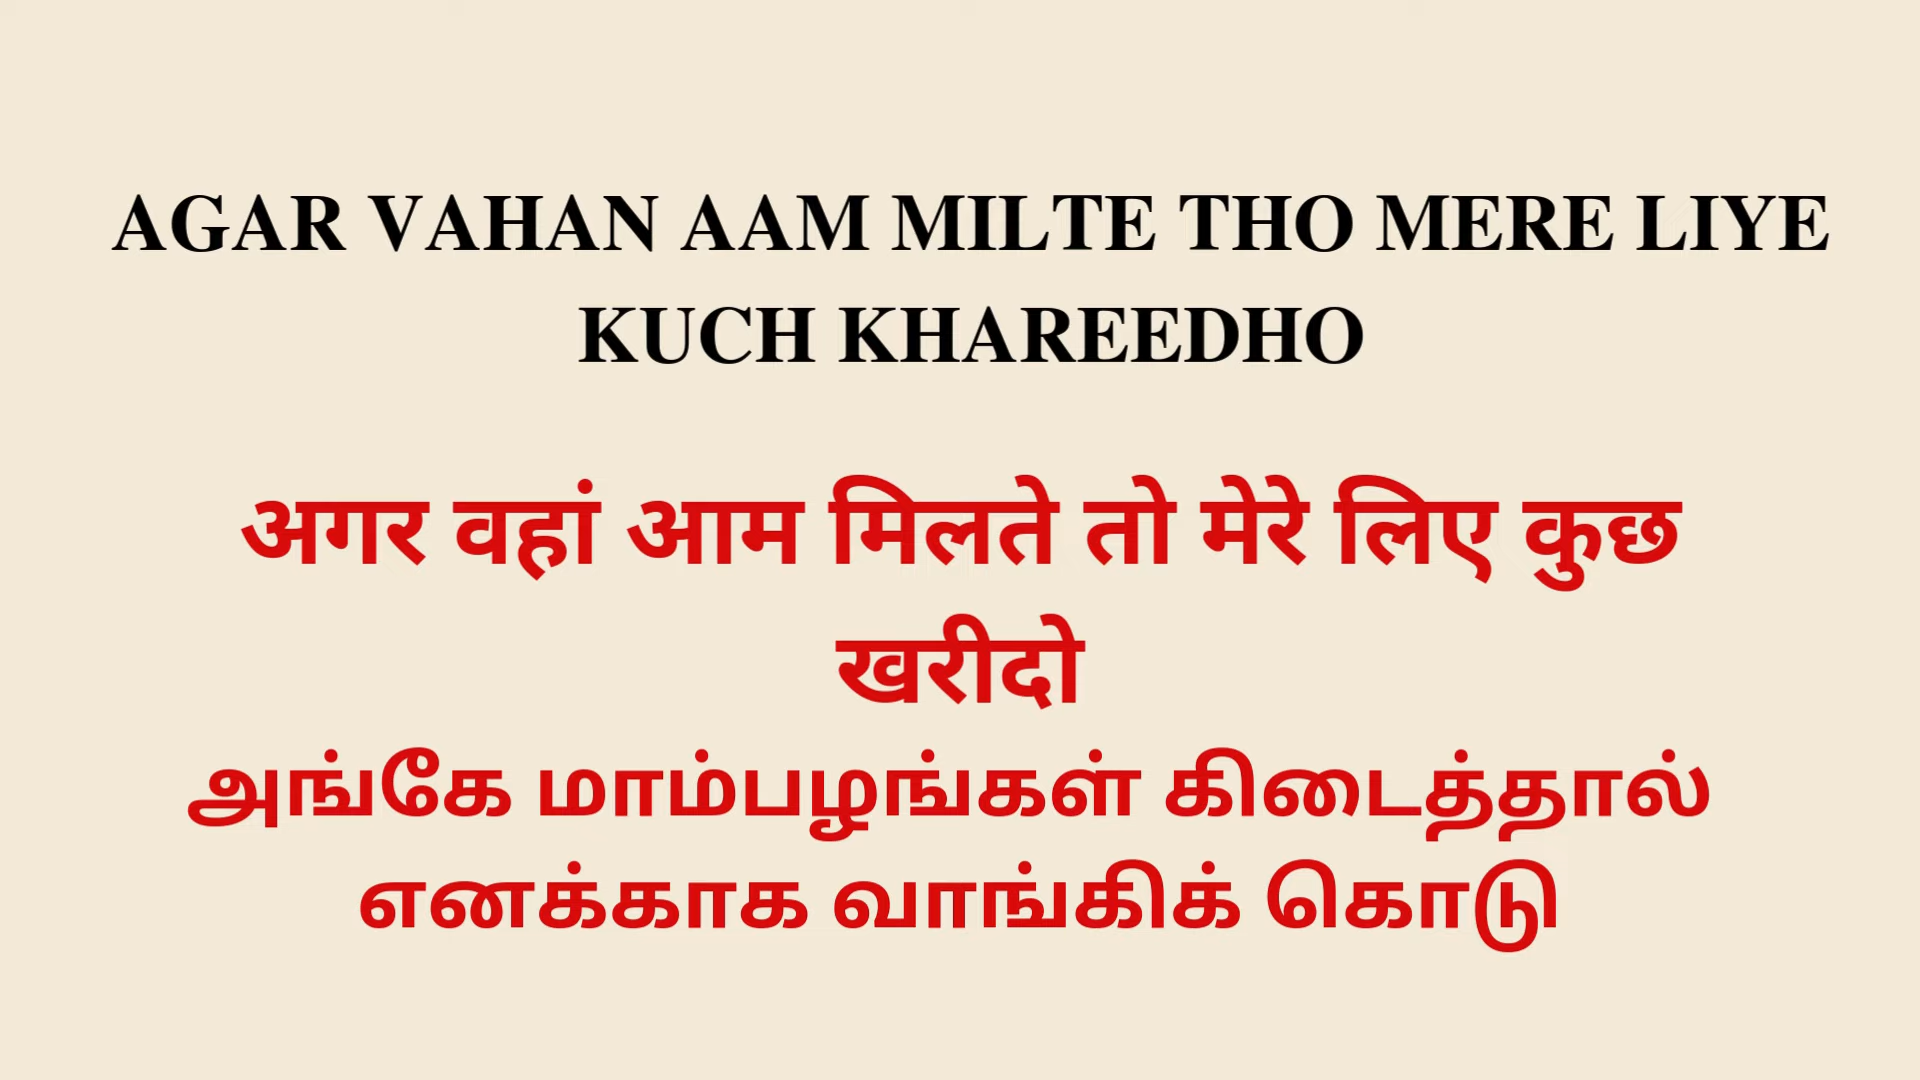 AGAR VAHAN AAM MILTE THO MERE LIYE
KUCH KHAREEDHO
अगर वहां आम मिलते तो मेरे लिए कुछ
खरीदो
அங்கே மாம்பழங்கள் கிடைத்தால்
எனக்காக வாங்கிக் கொடு